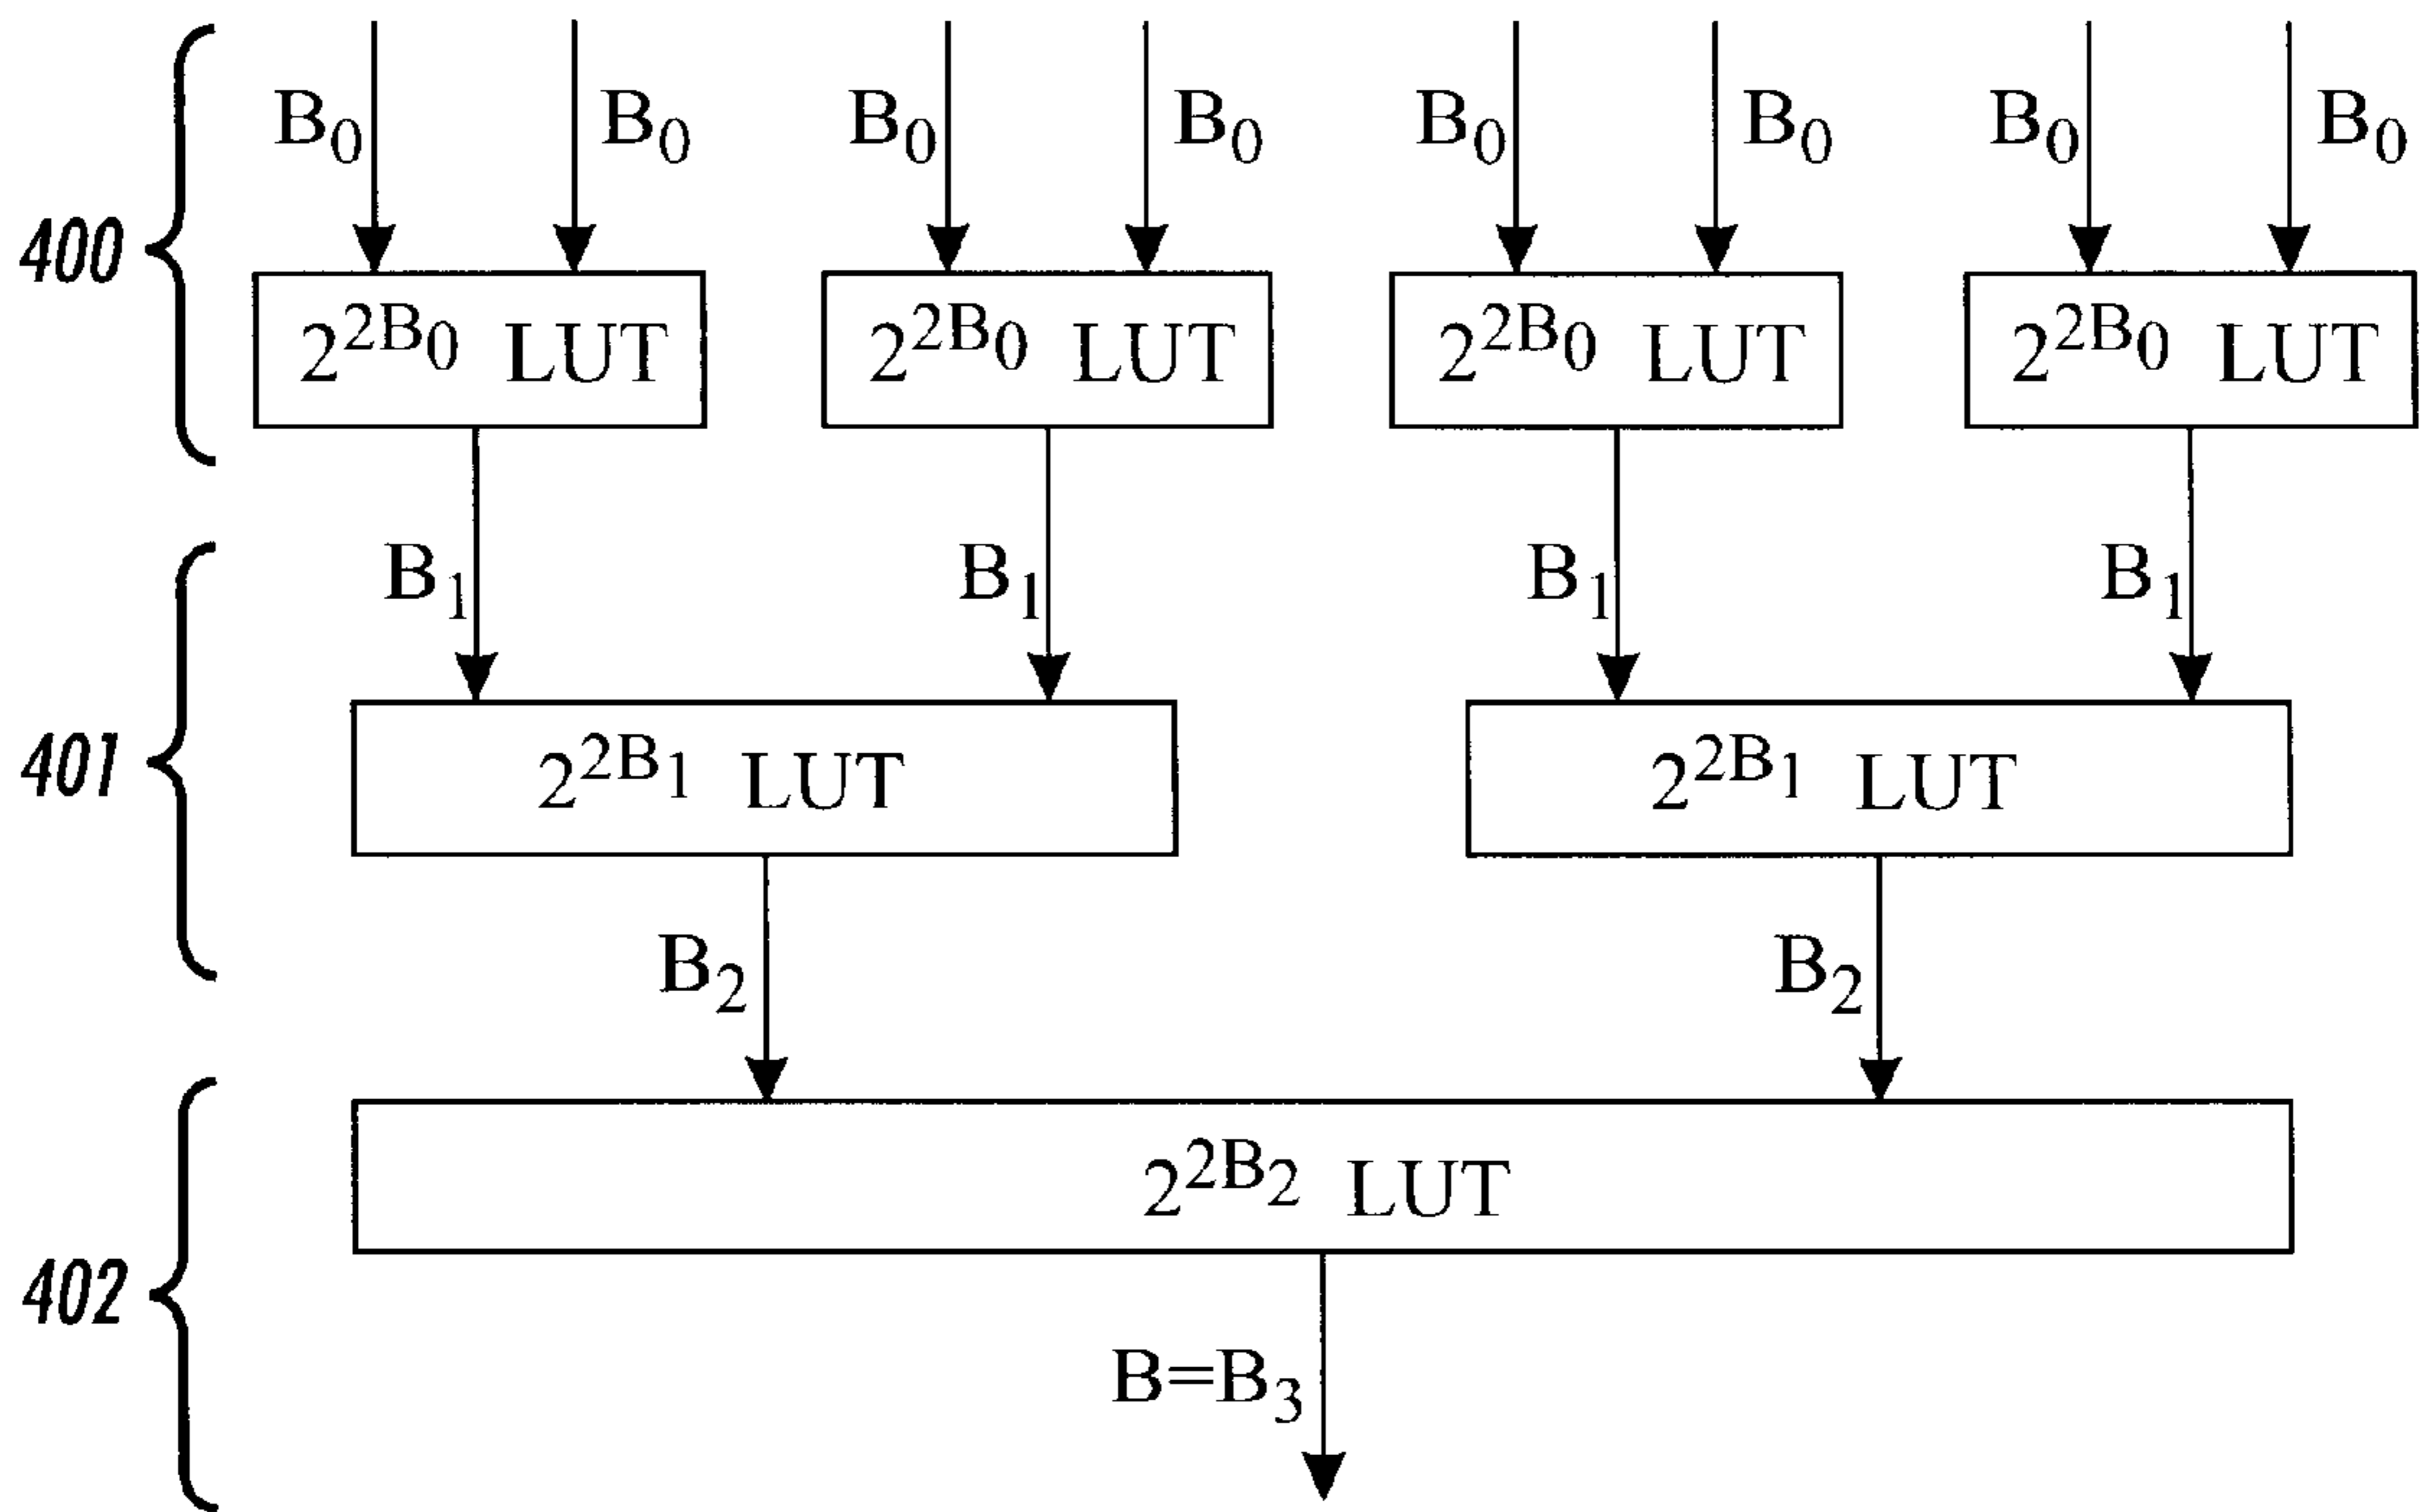 B₀ B₀ B₀ B₀ B₀ B₀ B₀ B₀
400
2^2B₀ LUT 2^2B₀ LUT 2^2B₀ LUT 2^2B₀ LUT
B₁ B₁ B₁ B₁
401
2^2B₁ LUT 2^2B₁ LUT
B₂ B₂
2^2B₂ LUT
402
B=B₃